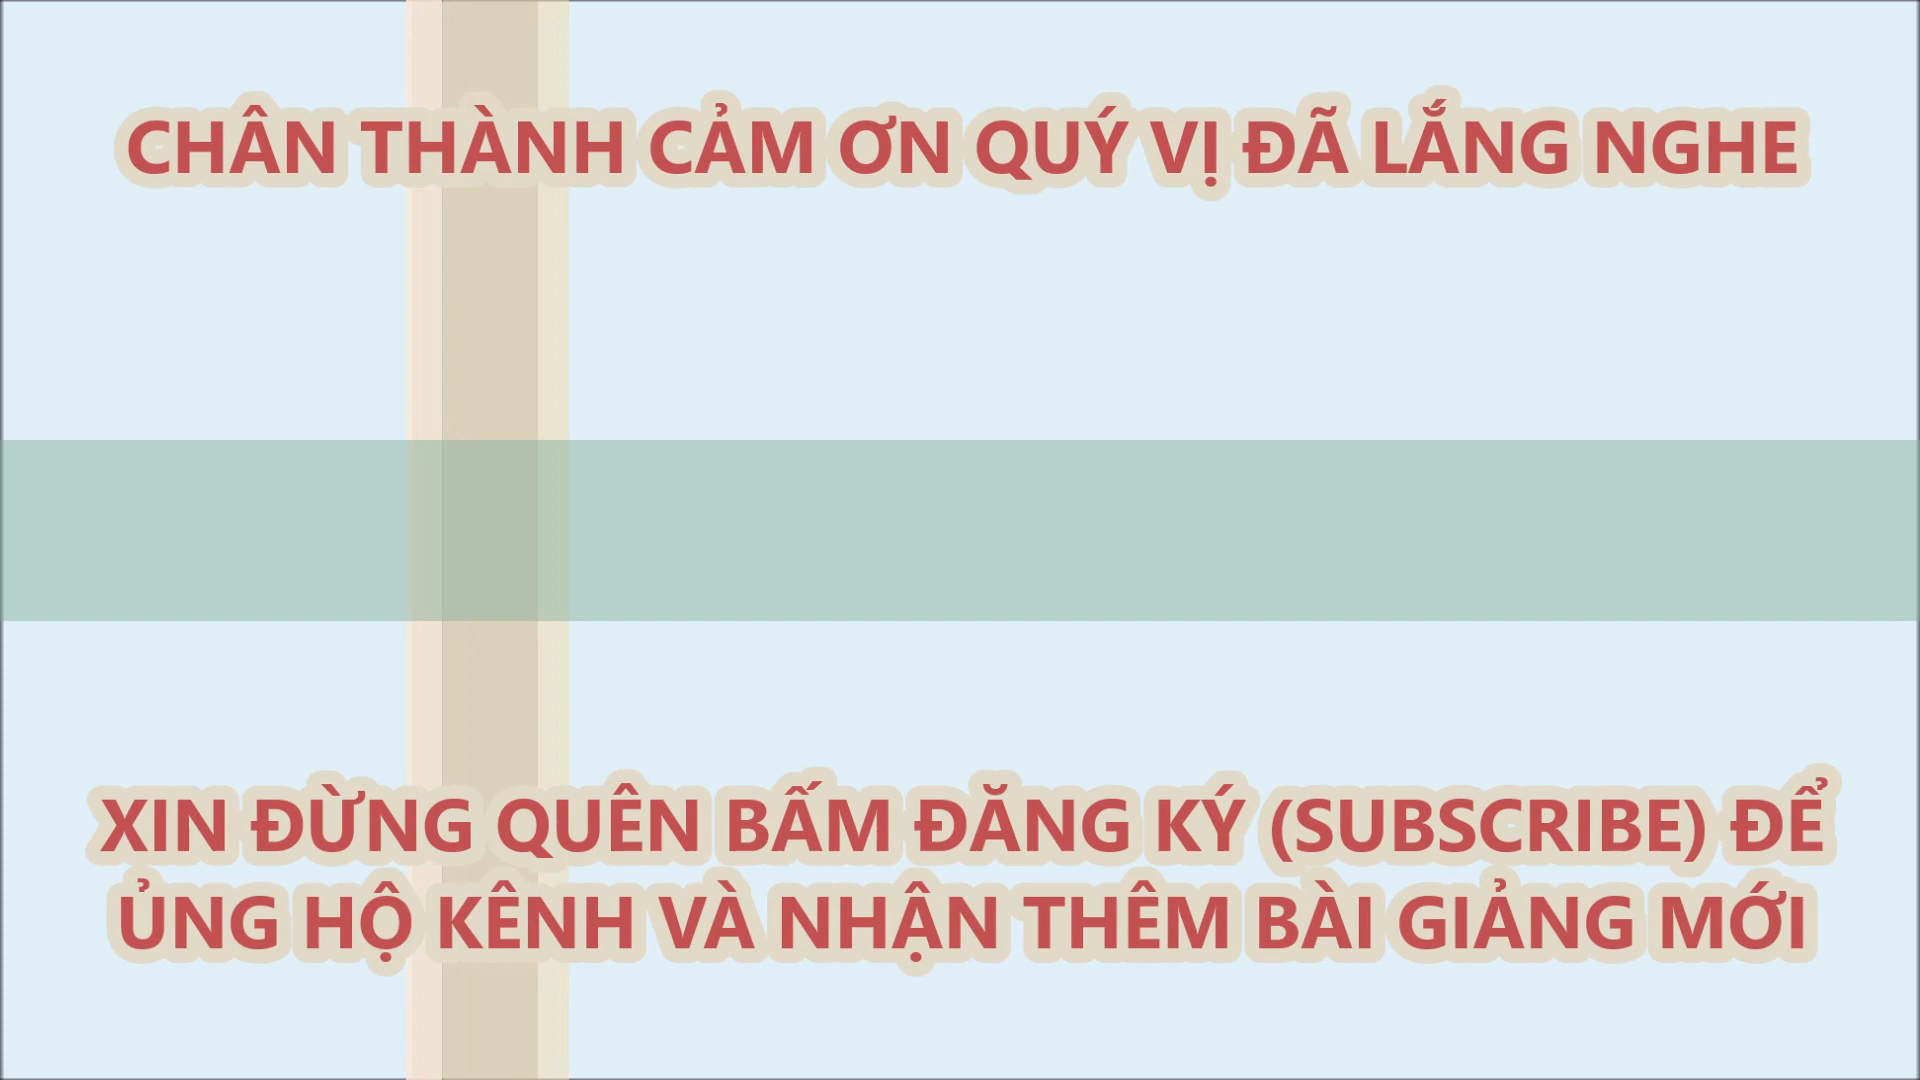 CHÂN THÀNH CẢM ƠN QUÝ VỊ ĐÃ LẮNG NGHE
XIN ĐỪNG QUÊN BẤM ĐĂNG KÝ (SUBSCRIBE) ĐỂ
ỦNG HỘ KÊNH VÀ NHẬN THÊM BÀI GIẢNG MỚI